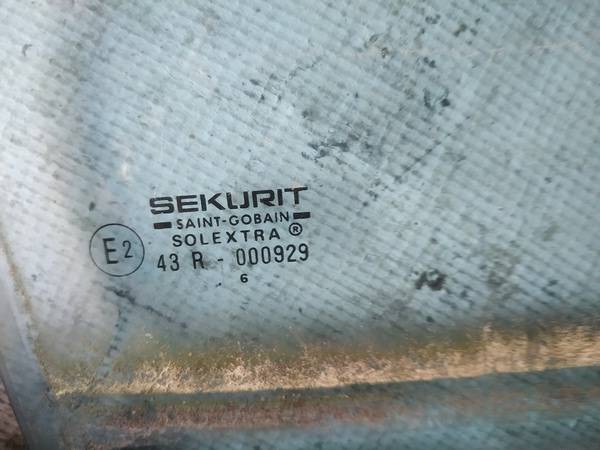 SEKURIT
SAINT-GOBAIN
SOLEXTRA®
E2
43 R - 000929
6